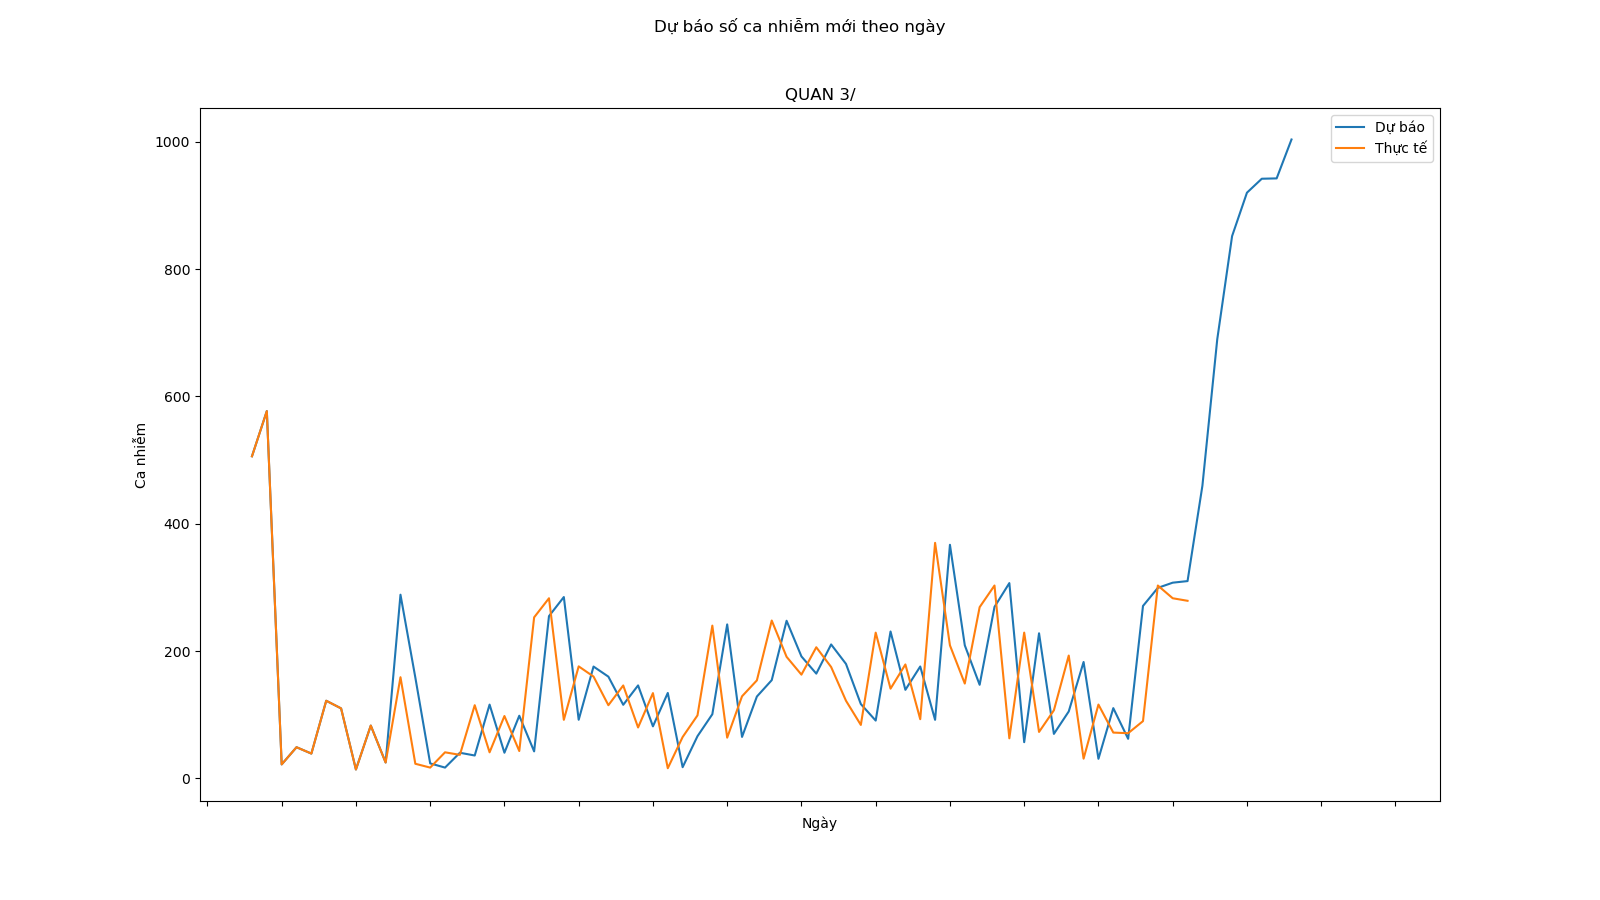 Dự báo số ca nhiễm mới theo ngày
QUAN 3/
Dự báo
Thực tế
1000
800
600
400
200
0
Ca nhiễm
Ngày